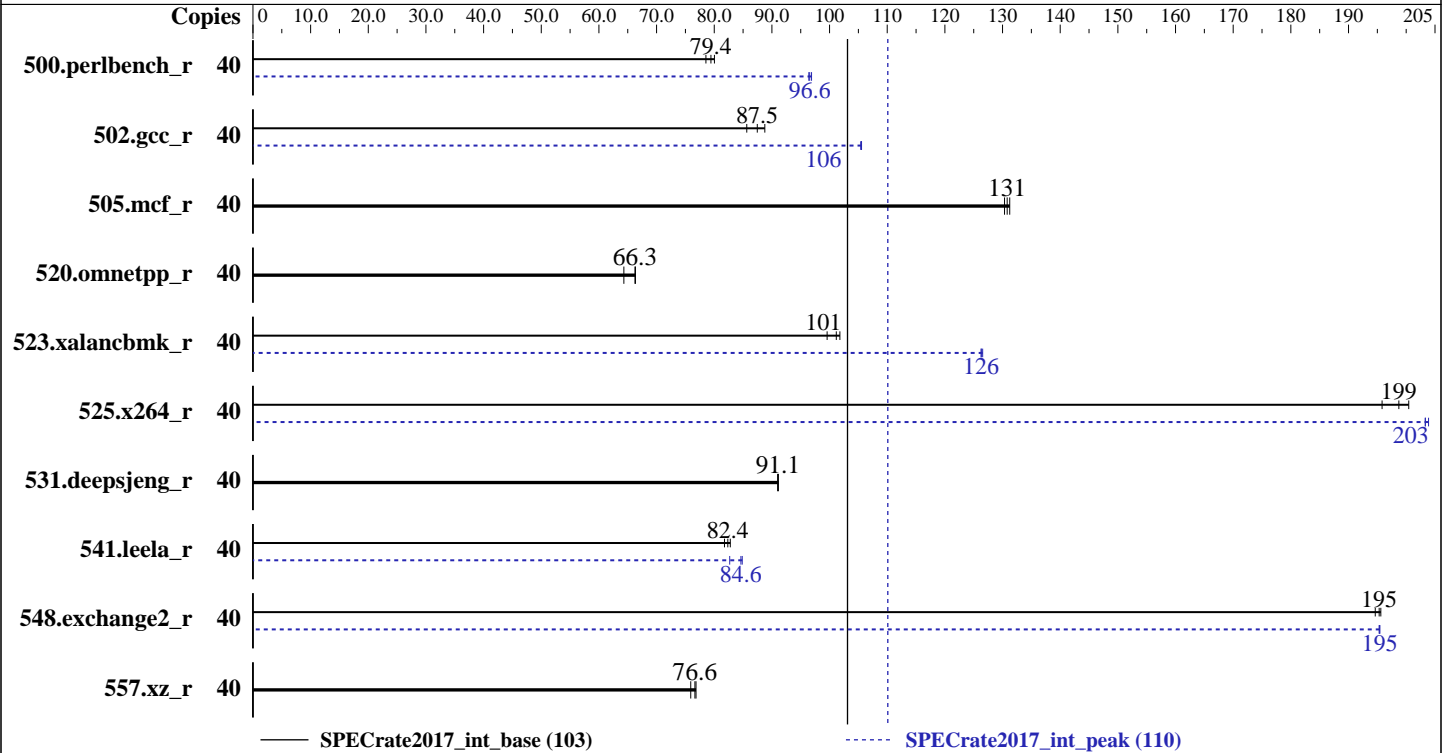 Copies 0 10.0 20.0 30.0 40.0 50.0 60.0 70.0 80.0 90.0 100 110 120 130 140 150 160 170 180 190 205
79.4
500.perlbench_r 40
96.6
87.5
502.gcc_r 40
106
131
505.mcf_r 40
66.3
520.omnetpp_r 40
101
523.xalancbmk_r 40
126
199
525.x264_r 40
203
91.1
531.deepsjeng_r 40
82.4
541.leela_r 40
84.6
195
548.exchange2_r 40
195
76.6
557.xz_r 40
SPECrate2017_int_base (103) SPECrate2017_int_peak (110)